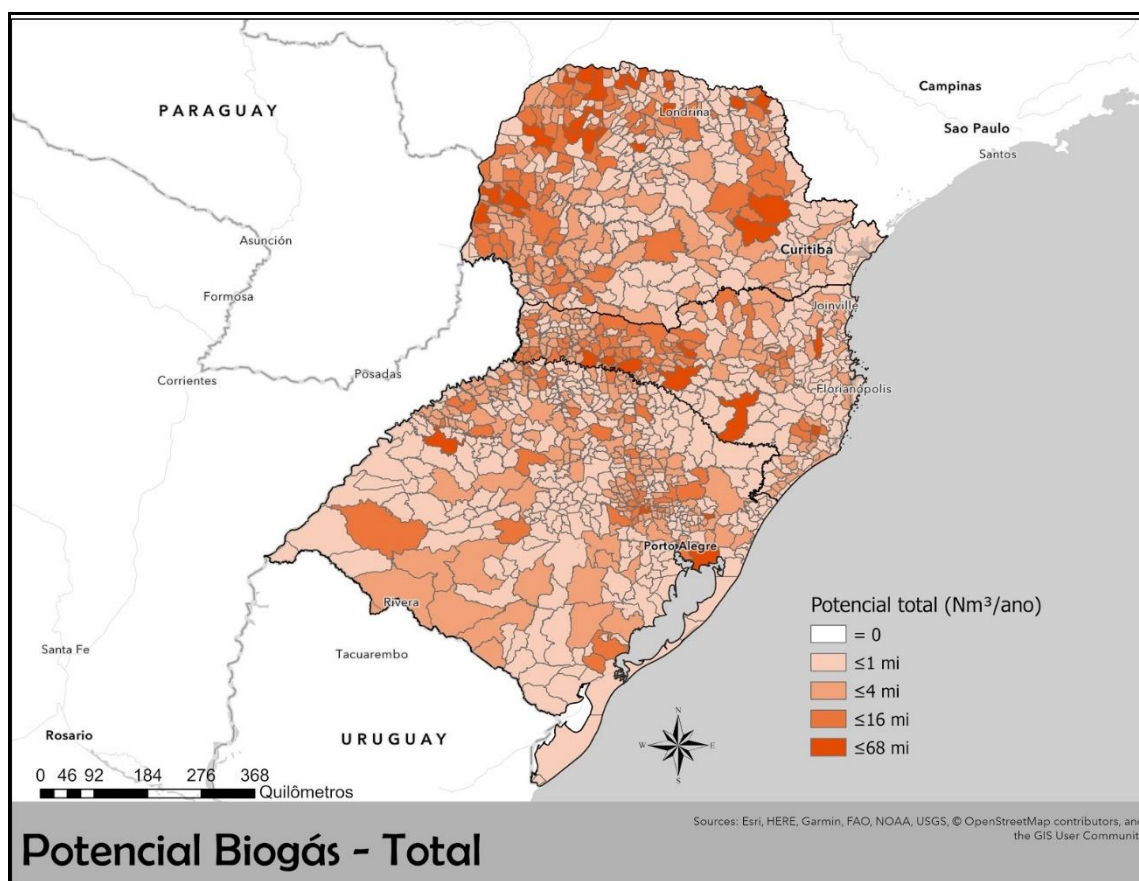 PARAGUAY
Campinas
Sao Paulo
Santos
Londrina
Asunción
Curitiba
Formosa
Joinville
Corrientes
Posadas
Florianópolis
Porto Alegre
Rivera
Santa Fe
Tacuarembo
Rosario
URUGUAY
Potencial total (Nm³/ano)
= 0
≤1 mi
≤4 mi
≤16 mi
≤68 mi
N
W E
S
0 46 92 184 276 368
Quilômetros
Sources: Esri, HERE, Garmin, FAO, NOAA, USGS, © OpenStreetMap contributors, and
the GIS User Communit
Potencial Biogás - Total